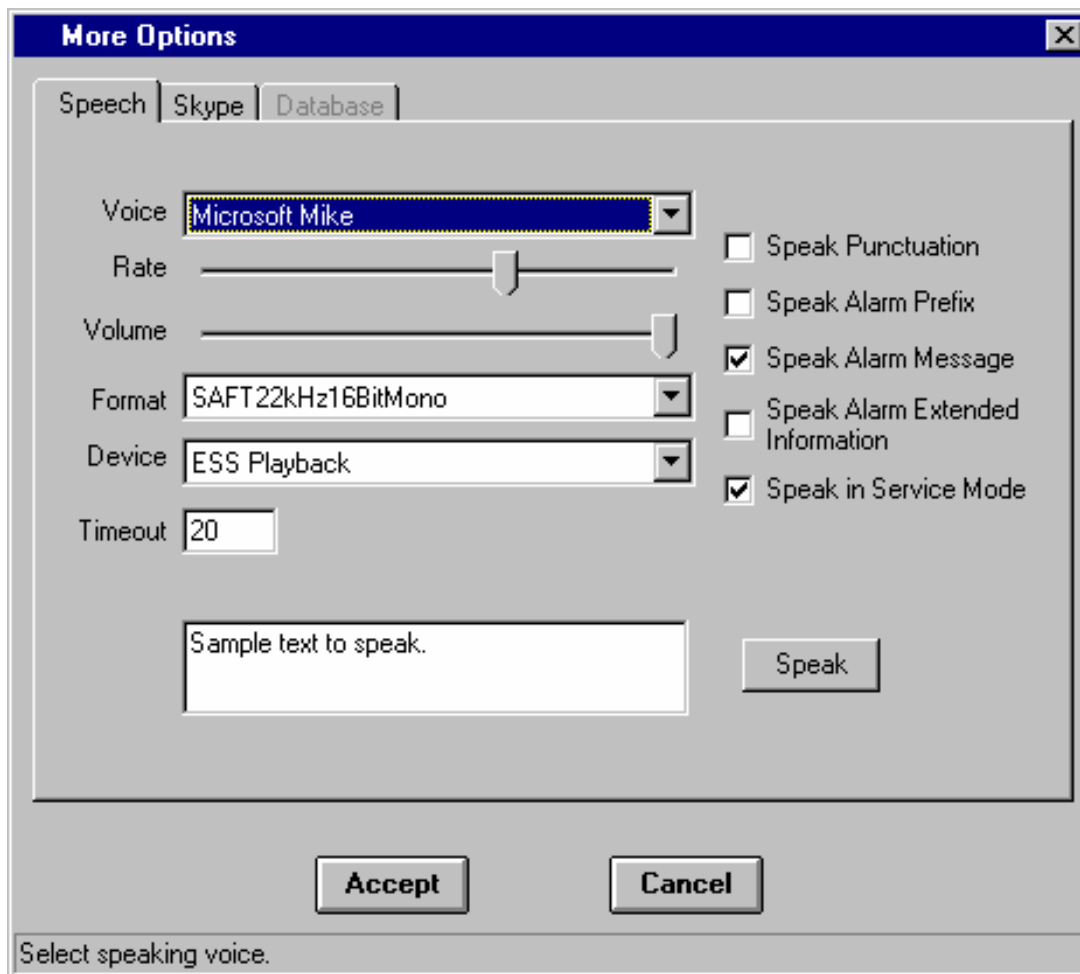 More Options
Speech Skype Database
Voice Microsoft Mike
Rate
Volume
Format SAFT22kHz16BitMono
Device ESS Playback
Timeout 20
Speak Punctuation
Speak Alarm Prefix
Speak Alarm Message
Speak Alarm Extended
Information
Speak in Service Mode
Sample text to speak.
Speak
Accept Cancel
Select speaking voice.